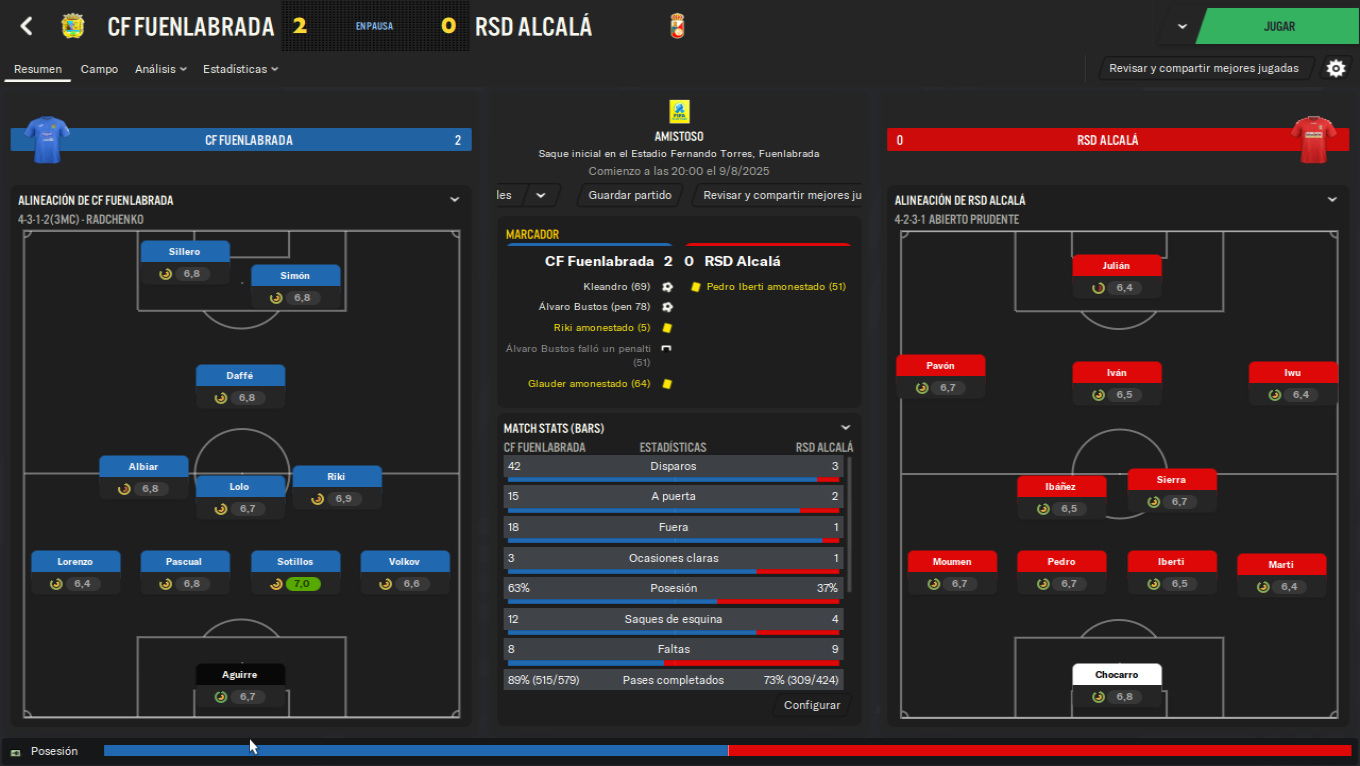 CF FUENLABRADA 2 EN PAUSA 0 RSD ALCALÁ JUGAR
Resumen Campo Análisis Estadísticas Revisar y compartir mejores jugadas
CF FUENLABRADA 2
AMISTOSO
Saque inicial en el Estadio Fernando Torres, Fuenlabrada
Comienzo a las 20:00 el 9/8/2025
les Guardar partido Revisar y compartir mejores ju
0 RSD ALCALÁ
ALINEACIÓN DE CF FUENLABRADA
4-3-1-2(3MC) - RADCHENKO
Sillero
6,8
Simón
6,8
Daffé
6,8
Albiar
6,8
Lolo
6,7
Riki
6,9
Lorenzo
6,4
Pascual
6,8
Sotillos
7,0
Volkov
6,6
Aguirre
6,7
MARCADOR
CF Fuenlabrada 2 0 RSD Alcalá
Kleandro (69)
Pedro Iberti amonestado (51)
Álvaro Bustos (pen 78)
Riki amonestado (5)
Álvaro Bustos falló un penalti
(51)
Glauder amonestado (64)
MATCH STATS (BARS)
CF FUENLABRADA ESTADÍSTICAS RSD ALCALÁ
42 Disparos 3
15 A puerta 2
18 Fuera 1
3 Ocasiones claras 1
63% Posesión 37%
12 Saques de esquina 4
8 Faltas 9
89% (515/579) Pases completados 73% (309/424)
Configurar
ALINEACIÓN DE RSD ALCALÁ
4-2-3-1 ABIERTO PRUDENTE
Julián
6,4
Pavón
6,7
Iván
6,5
Iwu
6,4
Ibáñez
6,5
Sierra
6,7
Moumen
6,7
Pedro
6,7
Iberti
6,5
Marti
6,4
Chocarro
6,8
Posesión